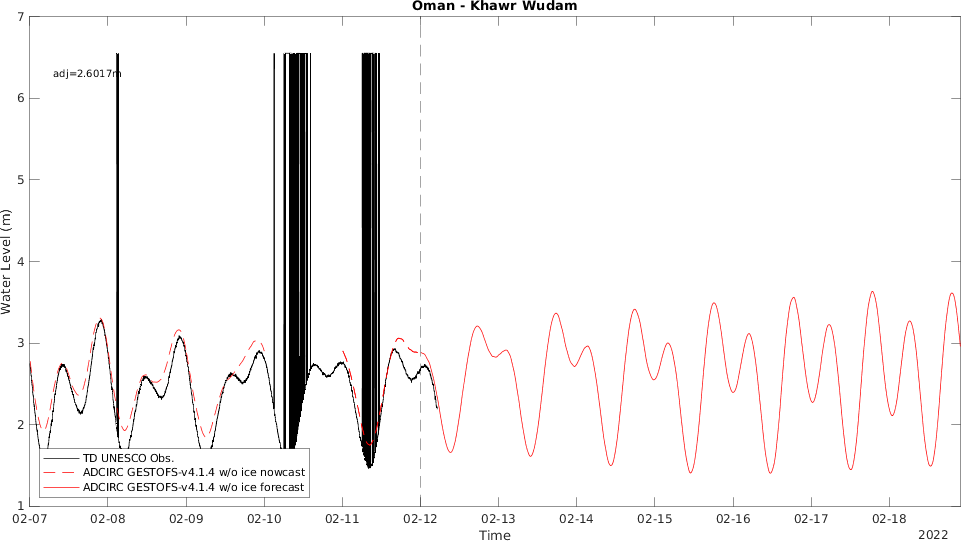 Oman - Khawr Wudam
7
adj=2.6017m
6
5
4
3
2
1
Water Level (m)
TD UNESCO Obs.
ADCIRC GESTOFS-v4.1.4 w/o ice nowcast
ADCIRC GESTOFS-v4.1.4 w/o ice forecast
02-07 02-08 02-09 02-10 02-11 02-12 02-13 02-14 02-15 02-16 02-17 02-18
Time
2022